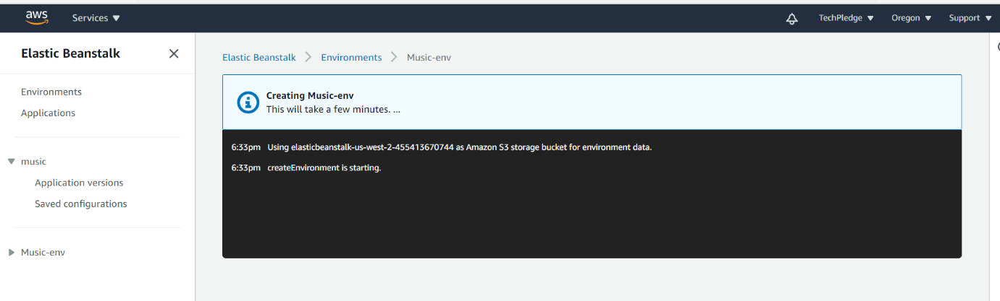 aws
Services
TechPledge
Oregon
Support
Elastic Beanstalk
Environments
Applications
music
Application versions
Saved configurations
Music-env
Elastic Beanstalk Environments Music-env
Creating Music-env
This will take a few minutes. ...
6:33pm Using elasticbeanstalk-us-west-2-455413670744 as Amazon S3 storage bucket for environment data.
6:33pm createEnvironment is starting.